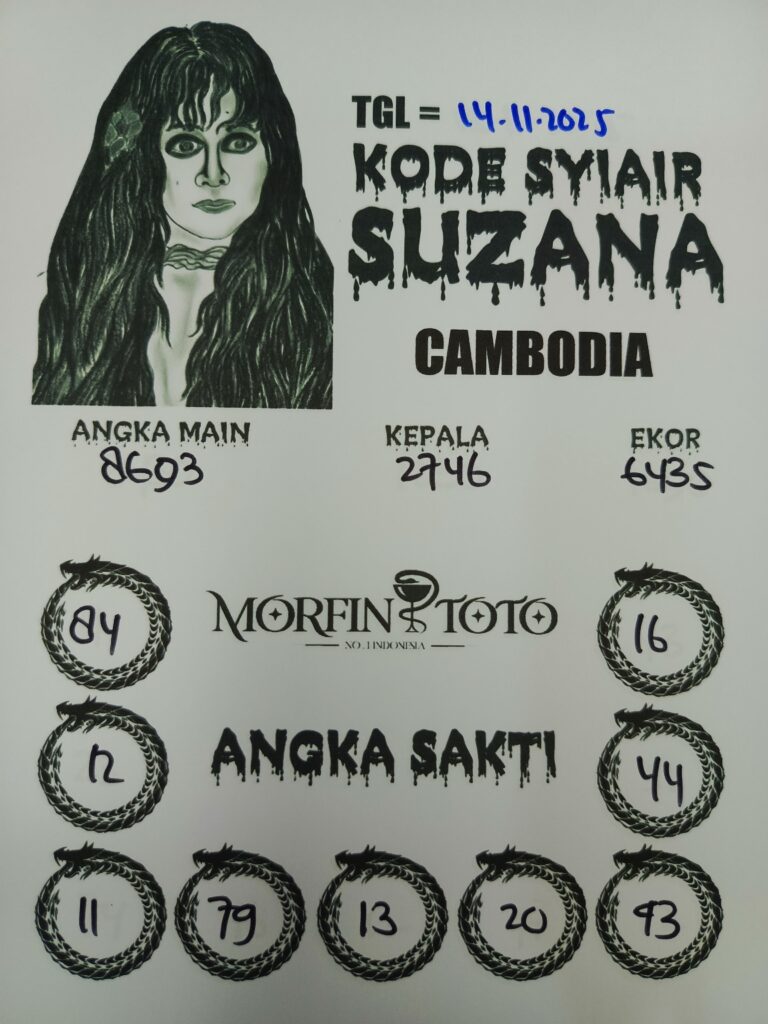 TGL = 14.11.2025
KODE SYIAIR
SUZANA
CAMBODIA
ANGKA MAIN KEPALA EKOR
8693 2746 6435
84 MORFIN TOTO 16
NO.1 INDONESIA
12 ANGKA SAKTI 44
11 79 13 20 93